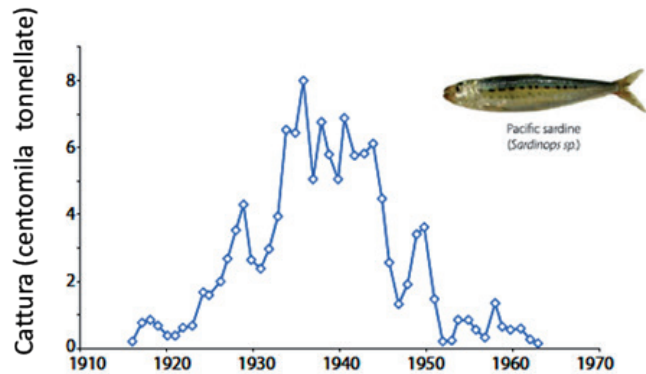 Cattura (centomila tonnellate)
8
6
4
2
0
Pacific sardine
(Sardinops sp.)
1910 1920 1930 1940 1950 1960 1970